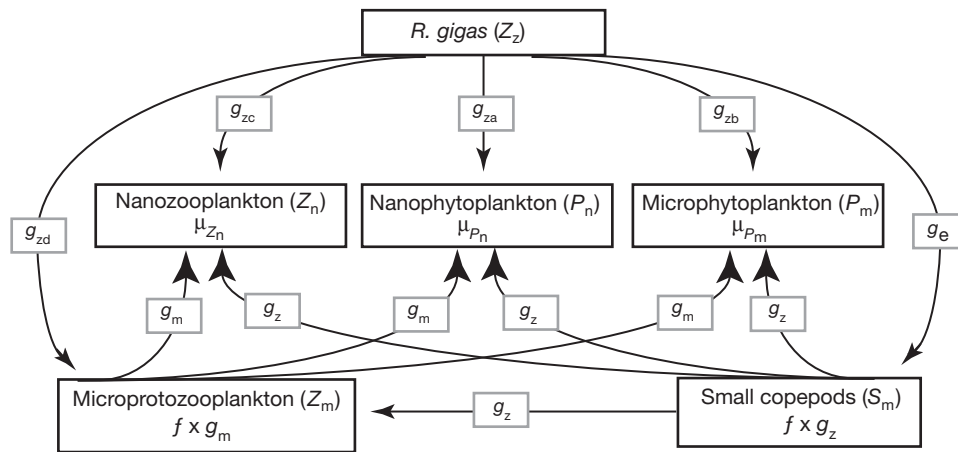 R. gigas (Zz)
gzc
gza
gzb
Nanozooplankton (Zn)
μZn
Nanophytoplankton (Pn)
μPn
Microphytoplankton (Pm)
μPm
gzd
ge
gm
gz
gm
gz
gm
gz
Microprotozooplankton (Zm)
f x gm
gz
Small copepods (Sm)
f x gz